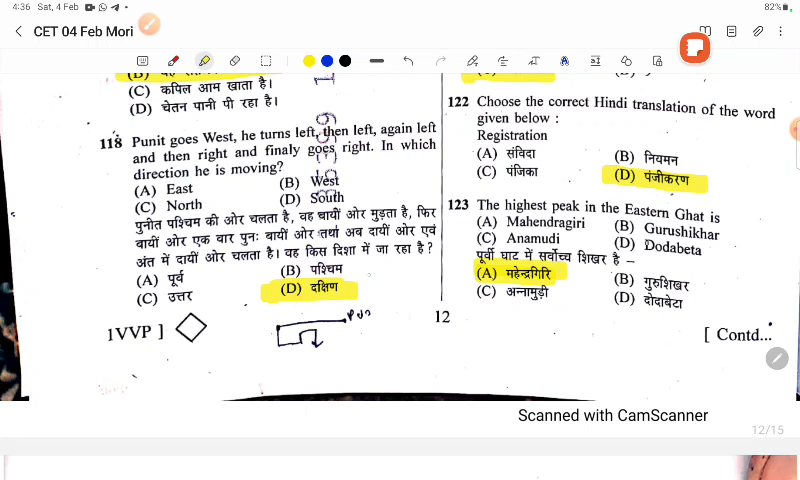 4:36 Sat, 4 Feb
82%
CET 04 Feb Mori
(C) कपिल आम खाता है।
(D) चेतन पानी पी रहा है।
118 Punit goes West, he turns left, then left, again left
and then right and finaly goes right. In which
direction he is moving?
(A) East
(B) West
(C) North
(D) South
पुनीत पश्चिम की ओर चलता है, वह बायीं ओर मुड़ता है, फिर
बायीं ओर एक बार पुनः बायीं ओर तथा अब दायीं ओर एवं
अंत में दायीं ओर चलता है। वह किस दिशा में जा रहा है?
(A) पूर्व
(B) पश्चिम
(C) उत्तर
(D) दक्षिण
1VVP ]
122 Choose the correct Hindi translation of the word
given below :
Registration
(A) संविदा
(B) नियमन
(C) पंजिका
(D) पंजीकरण
123 The highest peak in the Eastern Ghat is
(A) Mahendragiri
(B) Gurushikhar
(C) Anamudi
(D) Dodabeta
पूर्वी घाट में सर्वोच्च शिखर है –
(A) महेन्द्रगिरि
(B) गुरुशिखर
(C) अन्नामुड़ी
(D) दोदाबेटा
12
[ Contd...
Scanned with CamScanner
12/15